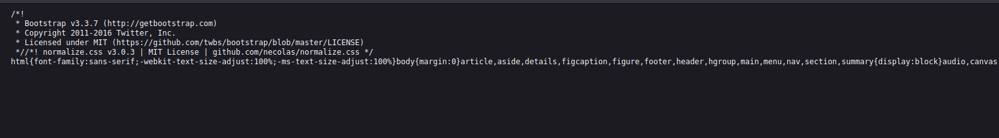 /*!
 * Bootstrap v3.3.7 (http://getbootstrap.com)
 * Copyright 2011-2016 Twitter, Inc.
 * Licensed under MIT (https://github.com/twbs/bootstrap/blob/master/LICENSE)
 *//*! normalize.css v3.0.3 | MIT License | github.com/necolas/normalize.css */
html{font-family:sans-serif;-webkit-text-size-adjust:100%;-ms-text-size-adjust:100%}body{margin:0}article,aside,details,figcaption,figure,footer,header,hgroup,main,menu,nav,section,summary{display:block}audio,canvas